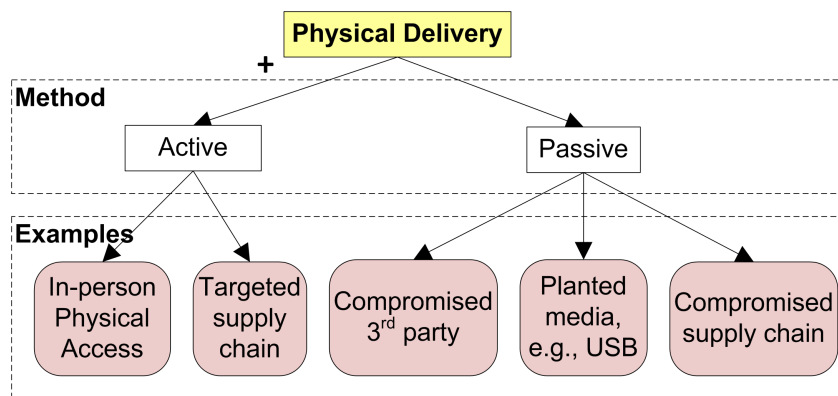 Physical Delivery
+
Method
Active
Passive
Examples
In-person
Physical
Access
Targeted
supply
chain
Compromised
3rd party
Planted
media,
e.g., USB
Compromised
supply chain